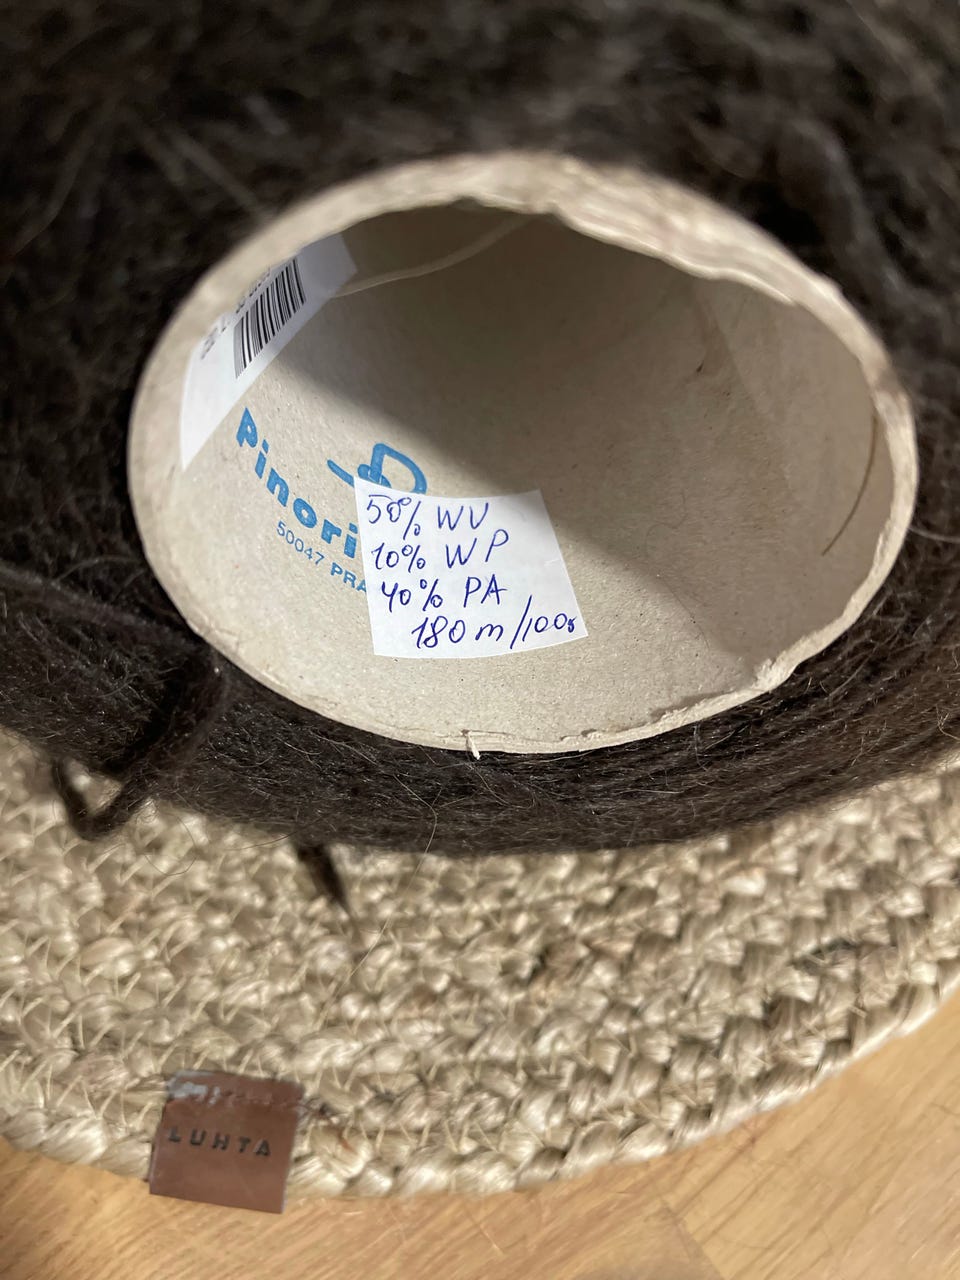 pinori
50047 PRA
50% WV
10% WP
40% PA
180 m/100g
LUHTA